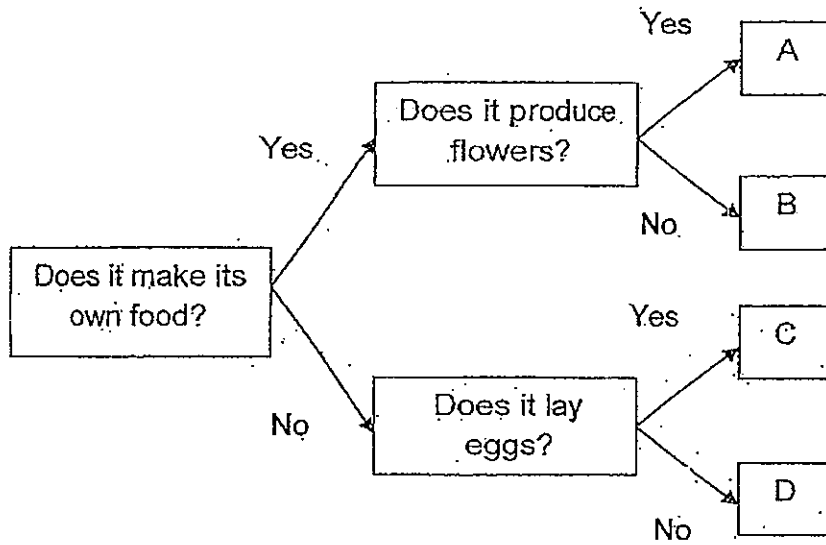 Yes
A
Does it produce
flowers?
Yes
No
B
Does it make its
own food?
Yes
C
No
Does it lay
eggs?
D
No